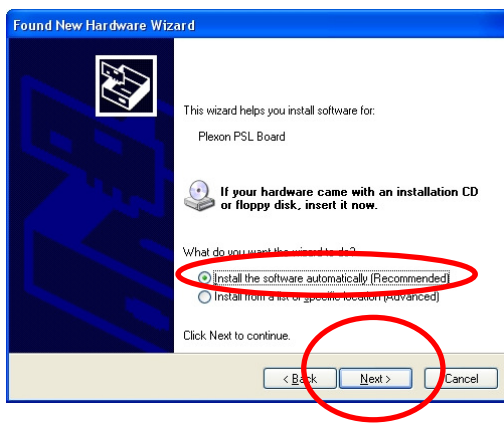 Found New Hardware Wizard
This wizard helps you install software for:
Plexon PSL Board
If your hardware came with an installation CD
or floppy disk, insert it now.
What do you want the wizard to do?
Install the software automatically (Recommended)
Install from a list or specific location (Advanced)
Click Next to continue.
< Back Next > Cancel